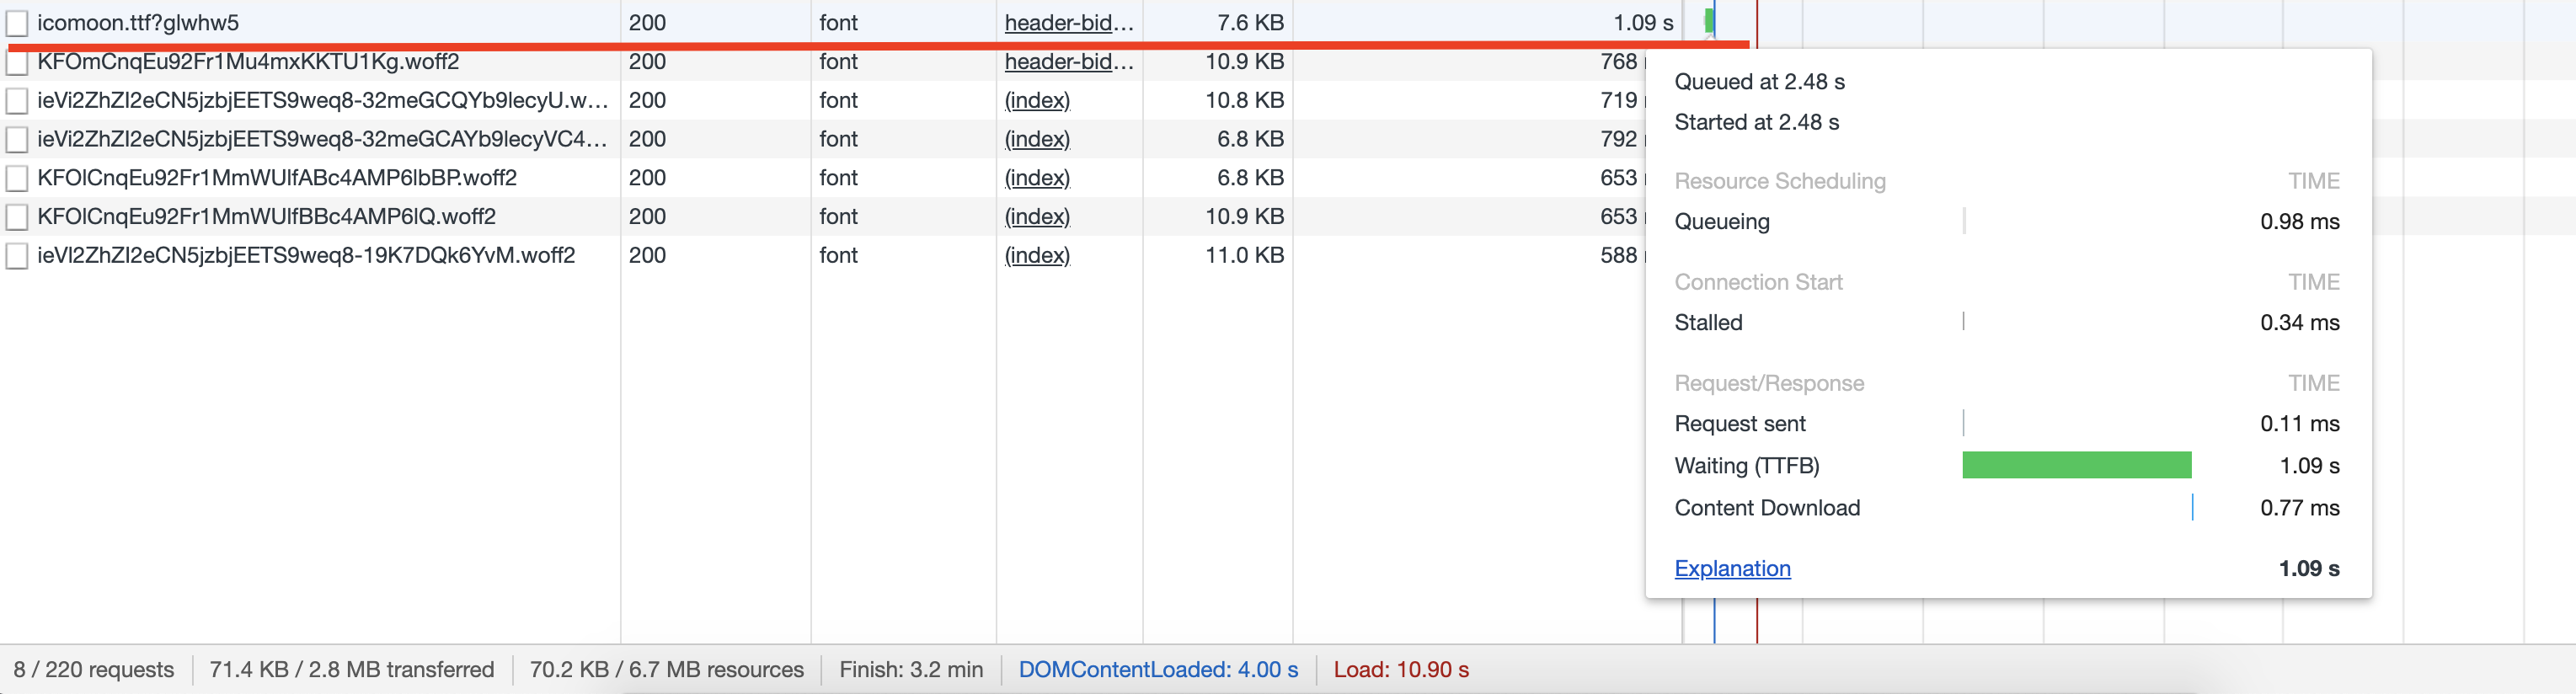 icomoon.ttf?glwhw5 200 font header-bid... 7.6 KB 1.09 s
KFOmCnqEu92Fr1Mu4mxKKTU1Kg.woff2 200 font header-bid... 10.9 KB 768
ieVi2ZhZI2eCN5jzbjEETS9weq8-32meGCQYb9lecyU.w... 200 font (index) 10.8 KB 719
ieVi2ZhZI2eCN5jzbjEETS9weq8-32meGCAYb9lecyVC4... 200 font (index) 6.8 KB 792
KFOlCnqEu92Fr1MmWUlfABc4AMP6lbBP.woff2 200 font (index) 6.8 KB 653
KFOlCnqEu92Fr1MmWUlfBBc4AMP6lQ.woff2 200 font (index) 10.9 KB 653
ieVl2ZhZI2eCN5jzbjEETS9weq8-19K7DQk6YvM.woff2 200 font (index) 11.0 KB 588
Queued at 2.48 s
Started at 2.48 s
Resource Scheduling TIME
Queueing 0.98 ms
Connection Start TIME
Stalled 0.34 ms
Request/Response TIME
Request sent 0.11 ms
Waiting (TTFB) 1.09 s
Content Download 0.77 ms
Explanation 1.09 s
8 / 220 requests 71.4 KB / 2.8 MB transferred 70.2 KB / 6.7 MB resources Finish: 3.2 min DOMContentLoaded: 4.00 s Load: 10.90 s